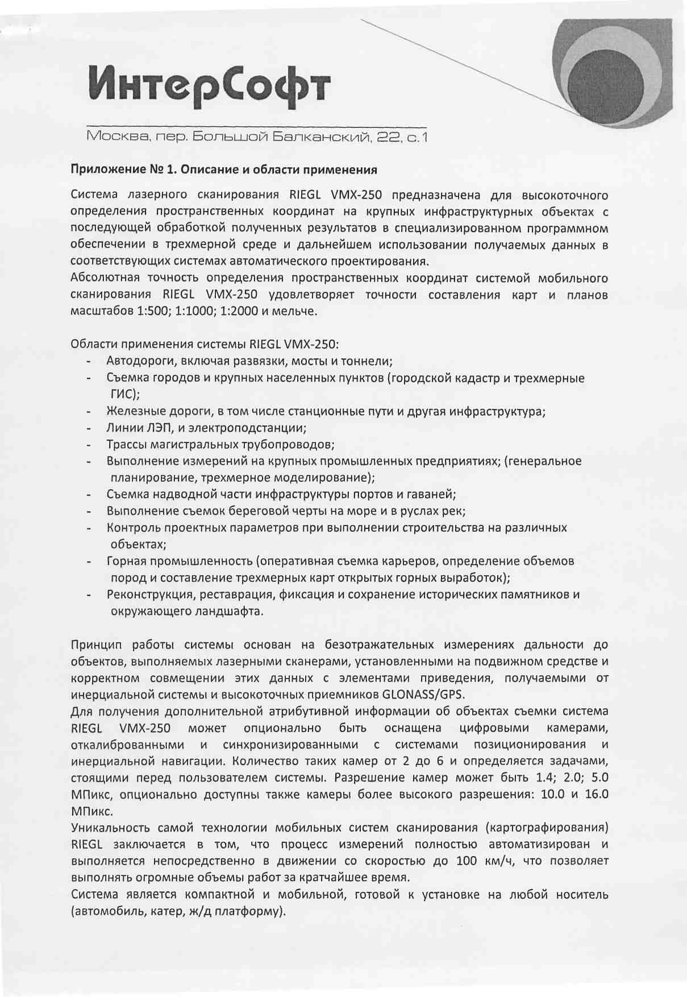 ИнтерСофт
Москва, пер. Большой Балканский, 22, с.1
Приложение № 1. Описание и области применения
Система лазерного сканирования RIEGL VMX-250 предназначена для высокоточного
определения пространственных координат на крупных инфраструктурных объектах с
последующей обработкой полученных результатов в специализированном программном
обеспечении в трехмерной среде и дальнейшем использовании получаемых данных в
соответствующих системах автоматического проектирования.
Абсолютная точность определения пространственных координат системой мобильного
сканирования RIEGL VMX-250 удовлетворяет точности составления карт и планов
масштабов 1:500; 1:1000; 1:2000 и мельче.
Области применения системы RIEGL VMX-250:
- Автодороги, включая развязки, мосты и тоннели;
- Съемка городов и крупных населенных пунктов (городской кадастр и трехмерные
ГИС);
- Железные дороги, в том числе станционные пути и другая инфраструктура;
- Линии ЛЭП, и электроподстанции;
- Трассы магистральных трубопроводов;
- Выполнение измерений на крупных промышленных предприятиях; (генеральное
планирование, трехмерное моделирование);
- Съемка надводной части инфраструктуры портов и гаваней;
- Выполнение съемок береговой черты на море и в руслах рек;
- Контроль проектных параметров при выполнении строительства на различных
объектах;
- Горная промышленность (оперативная съемка карьеров, определение объемов
пород и составление трехмерных карт открытых горных выработок);
- Реконструкция, реставрация, фиксация и сохранение исторических памятников и
окружающего ландшафта.
Принцип работы системы основан на безотражательных измерениях дальности до
объектов, выполняемых лазерными сканерами, установленными на подвижном средстве и
корректном совмещении этих данных с элементами приведения, получаемыми от
инерциальной системы и высокоточных приемников GLONASS/GPS.
Для получения дополнительной атрибутивной информации об объектах съемки система
RIEGL VMX-250 может опционально быть оснащена цифровыми камерами,
откалиброванными и синхронизированными с системами позиционирования и
инерциальной навигации. Количество таких камер от 2 до 6 и определяется задачами,
стоящими перед пользователем системы. Разрешение камер может быть 1.4; 2.0; 5.0
МПикс, опционально доступны также камеры более высокого разрешения: 10.0 и 16.0
МПикс.
Уникальность самой технологии мобильных систем сканирования (картографирования)
RIEGL заключается в том, что процесс измерений полностью автоматизирован и
выполняется непосредственно в движении со скоростью до 100 км/ч, что позволяет
выполнять огромные объемы работ за кратчайшее время.
Система является компактной и мобильной, готовой к установке на любой носитель
(автомобиль, катер, ж/д платформу).